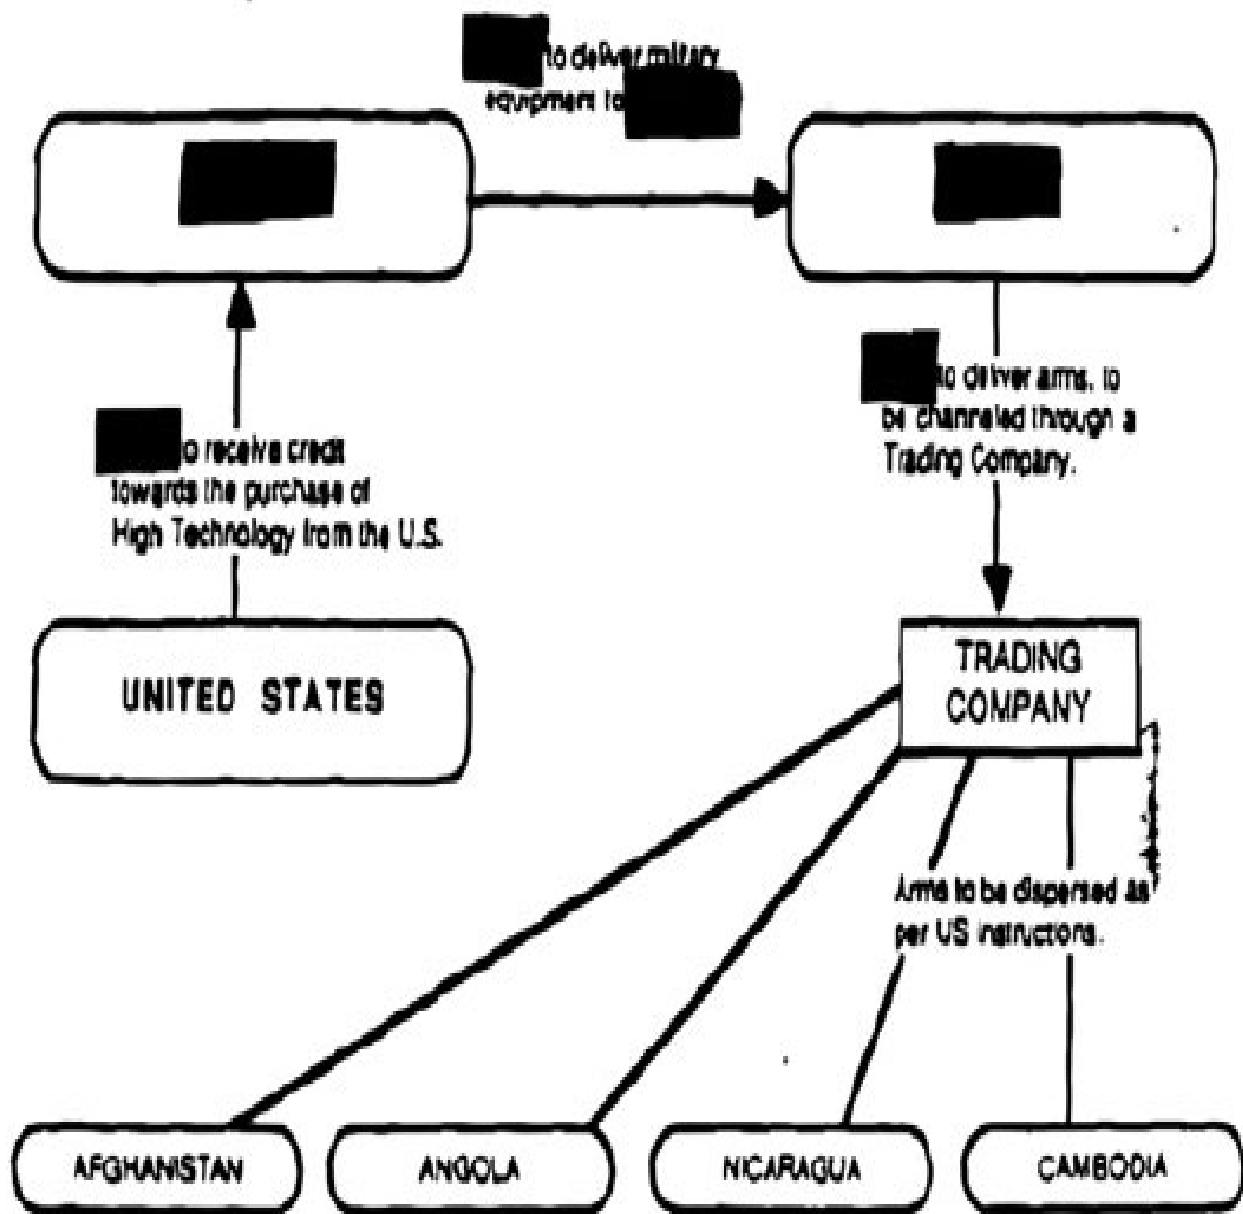 to deliver military
equipment to
to receive credit
towards the purchase of
High Technology from the U.S.
to deliver arms, to
be channeled through a
Trading Company.
UNITED STATES
TRADING
COMPANY
Arms to be dispersed as
per US instructions.
AFGHANISTAN
ANGOLA
NICARAGUA
CAMBODIA